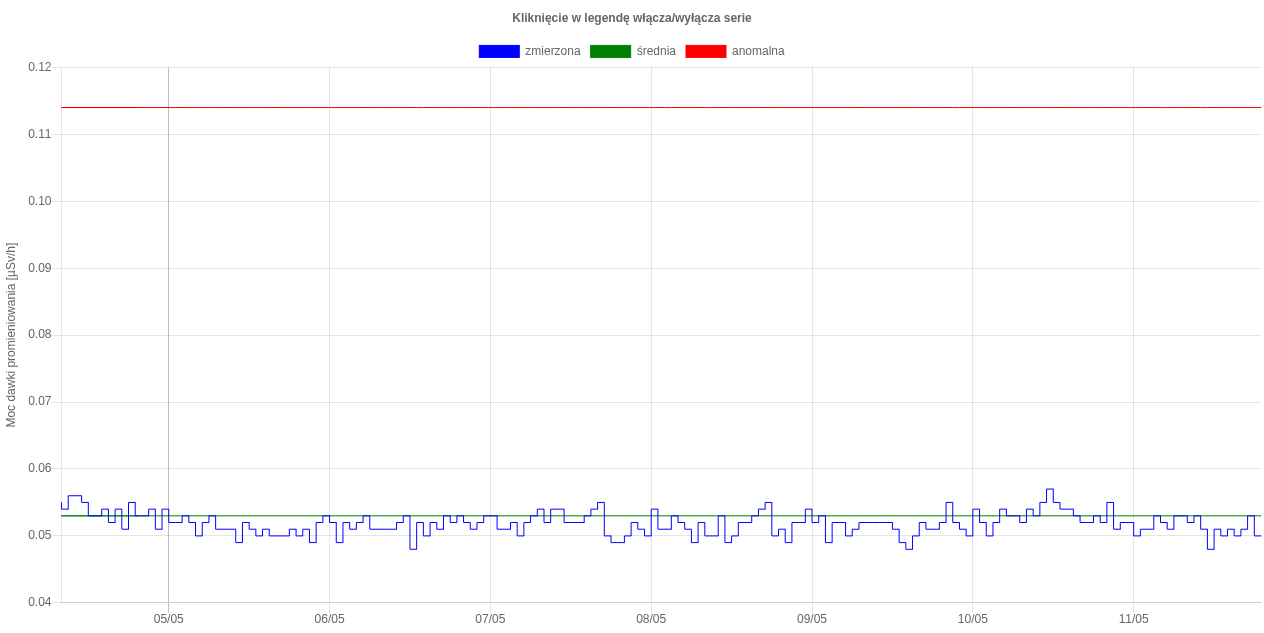 Kliknięcie w legendę włącza/wyłącza serie
zmierzona średnia anomalna
Moc dawki promieniowania [µSv/h]
0.12
0.11
0.10
0.09
0.08
0.07
0.06
0.05
0.04
05/05 06/05 07/05 08/05 09/05 10/05 11/05